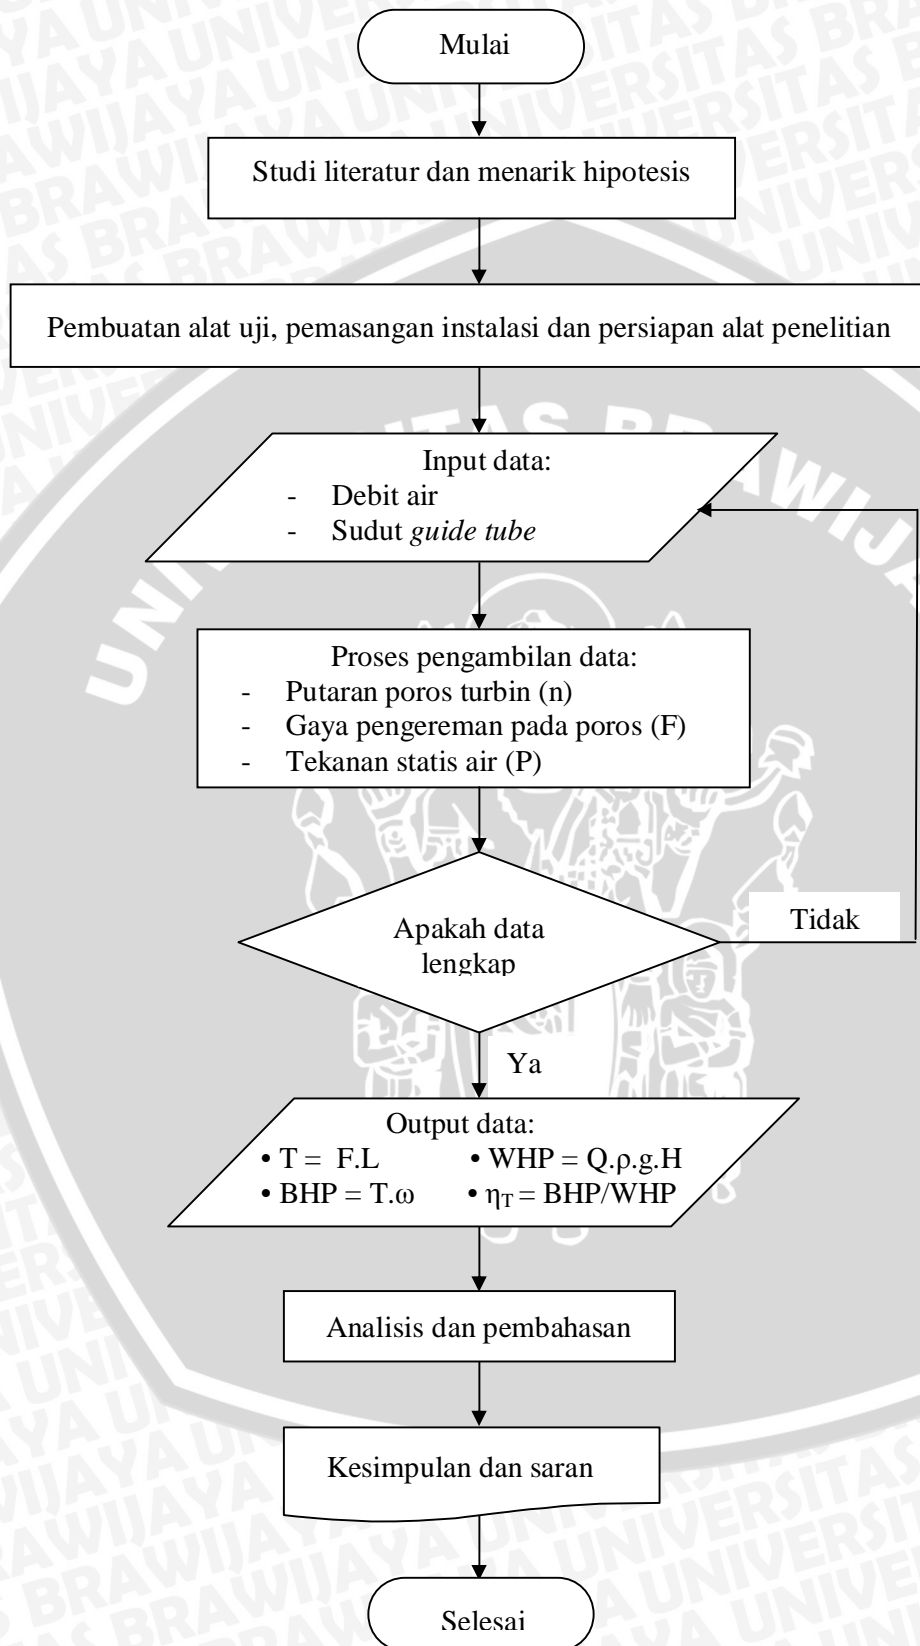 Mulai
Studi literatur dan menarik hipotesis
Pembuatan alat uji, pemasangan instalasi dan persiapan alat penelitian
Input data:
- Debit air
- Sudut guide tube
Proses pengambilan data:
- Putaran poros turbin (n)
- Gaya pengereman pada poros (F)
- Tekanan statis air (P)
Apakah data
lengkap
Tidak
Ya
Output data:
• T = F.L • WHP = Q.ρ.g.H
• BHP = T.ω • ηT = BHP/WHP
Analisis dan pembahasan
Kesimpulan dan saran
Selesai